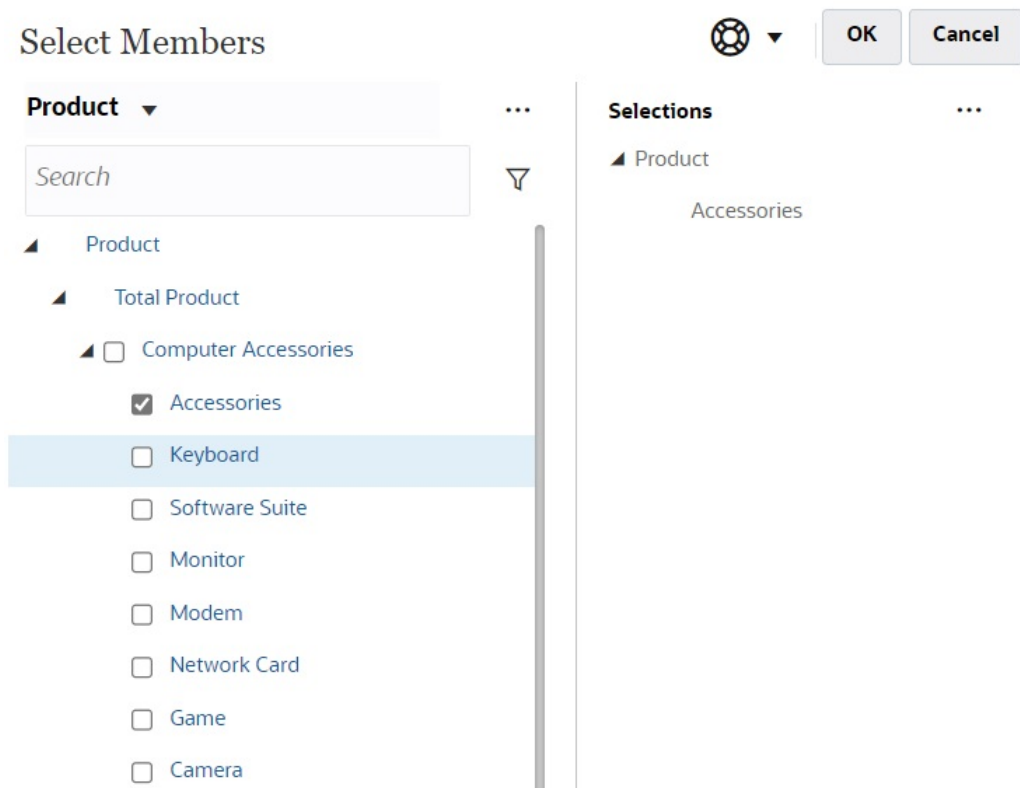 Select Members
OK
Cancel
Product
...
Search
Product
Total Product
Computer Accessories
Accessories
Keyboard
Software Suite
Monitor
Modem
Network Card
Game
Camera
Selections
...
Product
Accessories